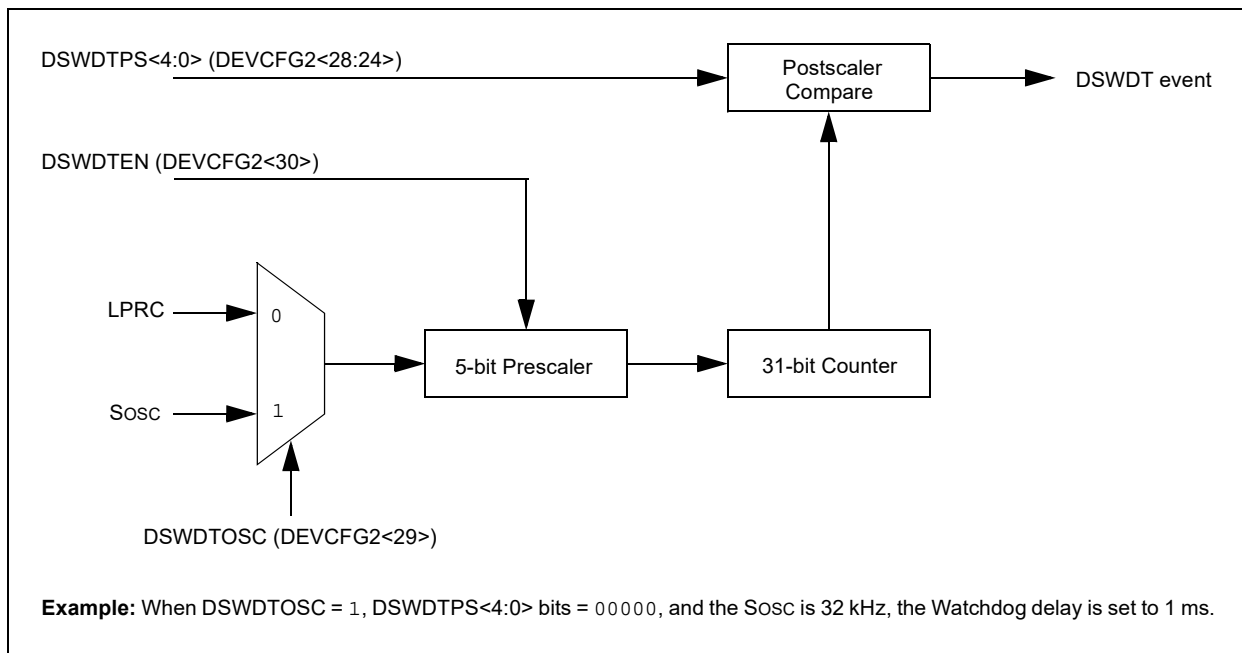 DSWDTPS<4:0> (DEVCFG2<28:24>)
Postscaler
Compare
DSWDT event
DSWDTEN (DEVCFG2<30>)
LPRC
0
5-bit Prescaler
31-bit Counter
SOSC
1
DSWDTOSC (DEVCFG2<29>)
Example: When DSWDTOSC = 1, DSWDTPS<4:0> bits = 00000, and the SOSC is 32 kHz, the Watchdog delay is set to 1 ms.